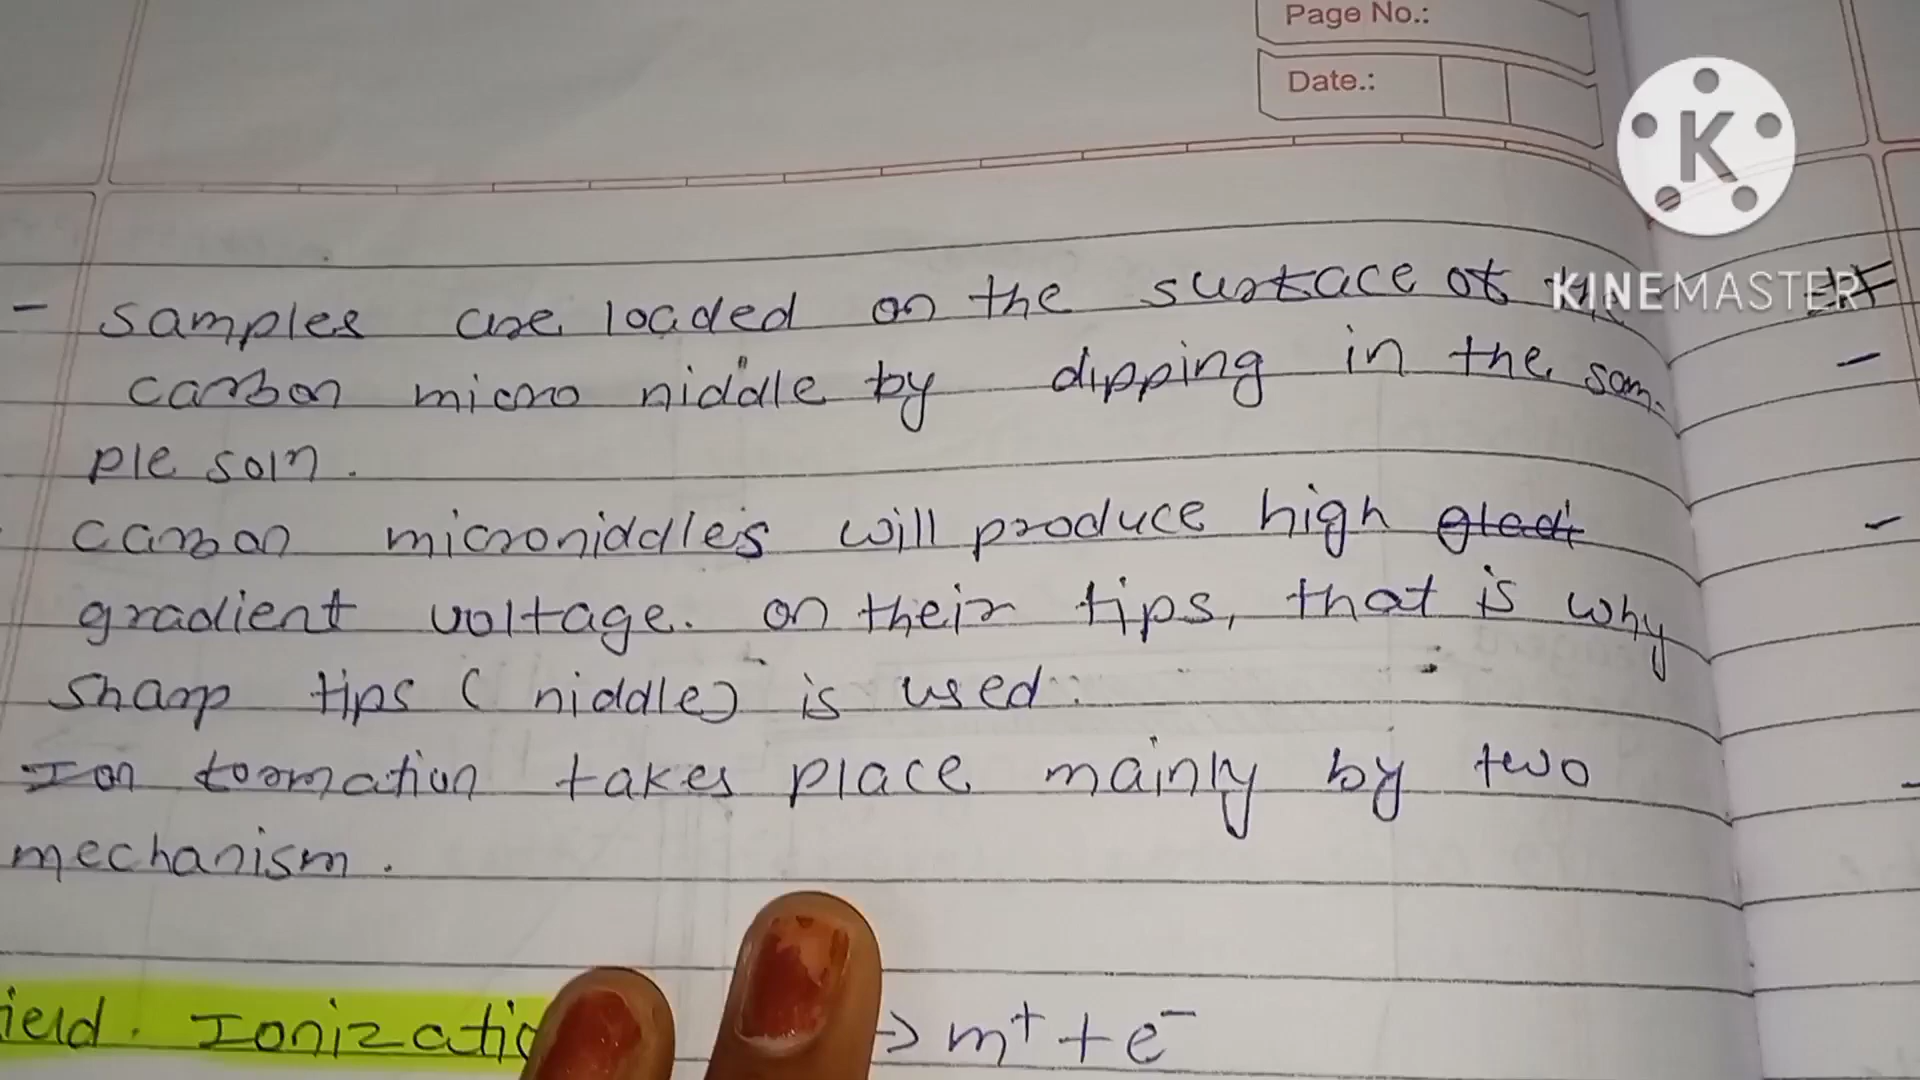 Page No.:
Date.:
K
KINEMASTER
- samples are loaded on the surface of the
carbon micro niddle by dipping in the sam-
ple soln.
carbon microniddles will produce high gradi
gradient voltage. on their tips, that is why
sharp tips ( niddle) is used.
Ion formation takes place mainly by two
mechanism.
ield. Ionizatio → m⁺ + e⁻